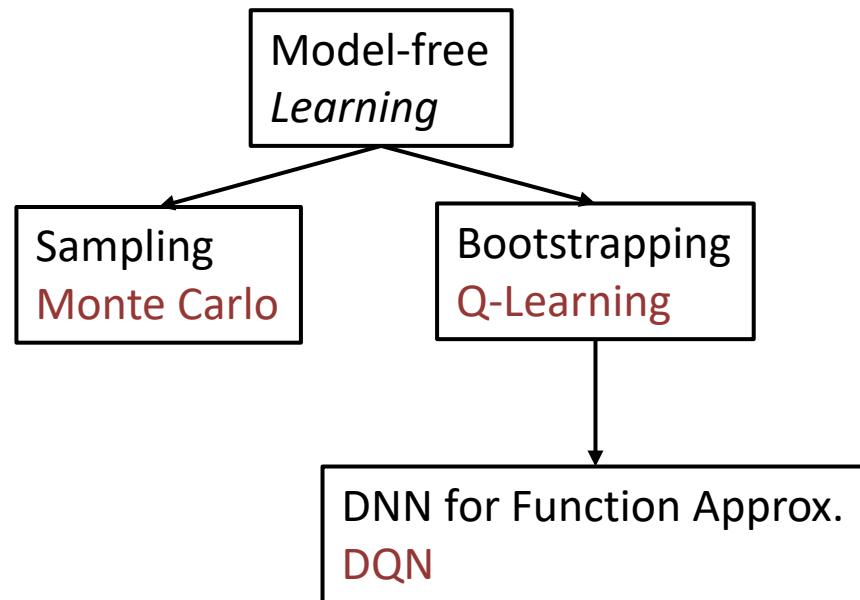 Model-free
Learning
Sampling
Monte Carlo
Bootstrapping
Q-Learning
DNN for Function Approx.
DQN